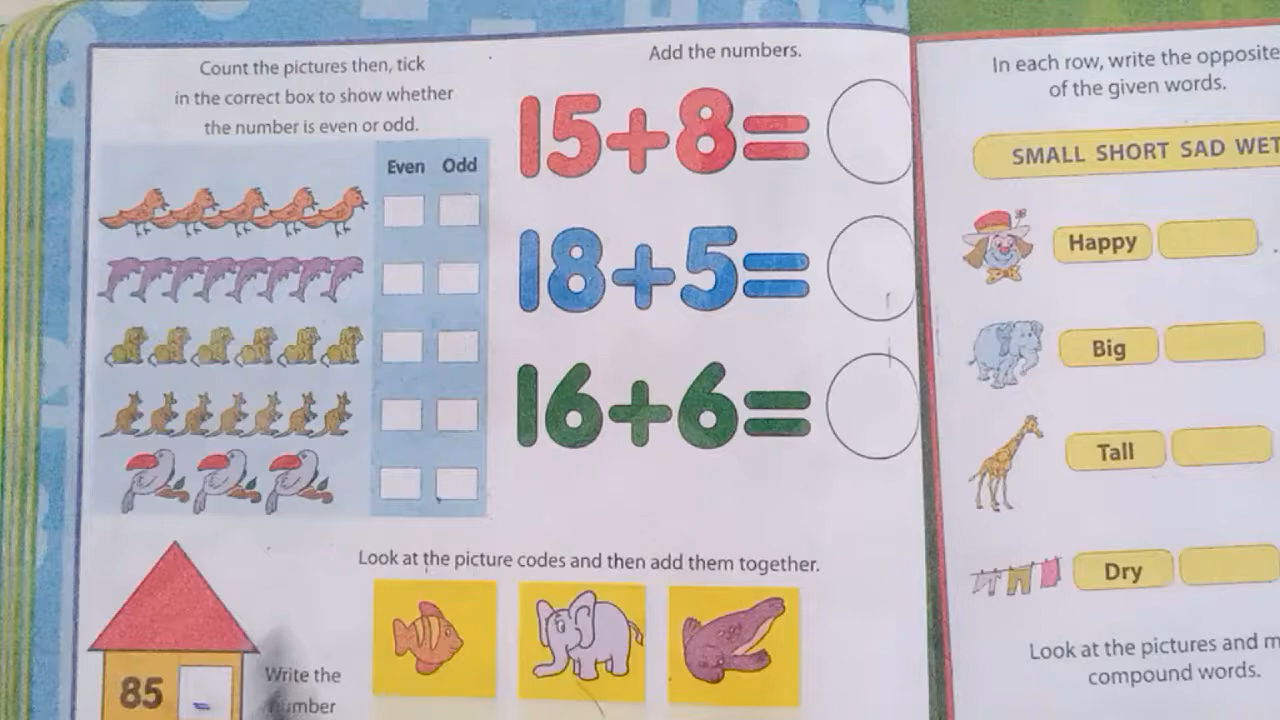 Count the pictures then, tick
in the correct box to show whether
the number is even or odd.
Even Odd
Add the numbers.
15+8=
18+5=
16+6=
Look at the picture codes and then add them together.
85
Write the
number
In each row, write the opposite
of the given words.
SMALL SHORT SAD WET
Happy
Big
Tall
Dry
Look at the pictures and m
compound words.